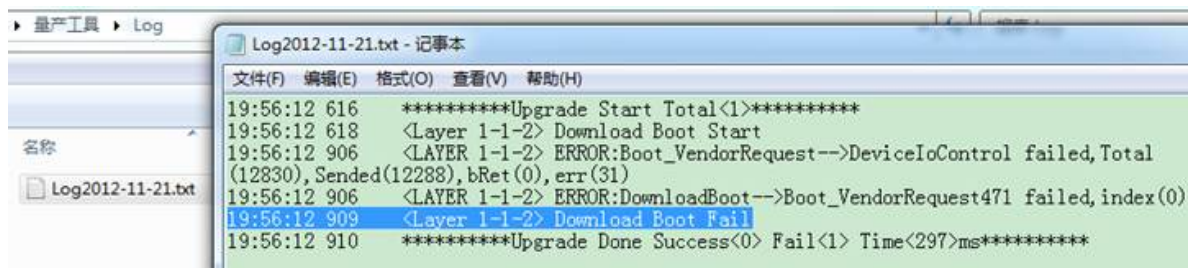 量产工具 ▸ Log
Log2012-11-21.txt - 记事本
文件(F) 编辑(E) 格式(O) 查看(V) 帮助(H)
名称
Log2012-11-21.txt
19:56:12 616 **********Upgrade Start Total<1>**********
19:56:12 618 <Layer 1-1-2> Download Boot Start
19:56:12 906 <LAYER 1-1-2> ERROR:Boot_VendorRequest-->DeviceIoControl failed,Total
(12830),Sended(12288),bRet(0),err(31)
19:56:12 906 <LAYER 1-1-2> ERROR:DownloadBoot-->Boot_VendorRequest471 failed,index(0)
19:56:12 909 <Layer 1-1-2> Download Boot Fail
19:56:12 910 **********Upgrade Done Success<0> Fail<1> Time<297>ms**********